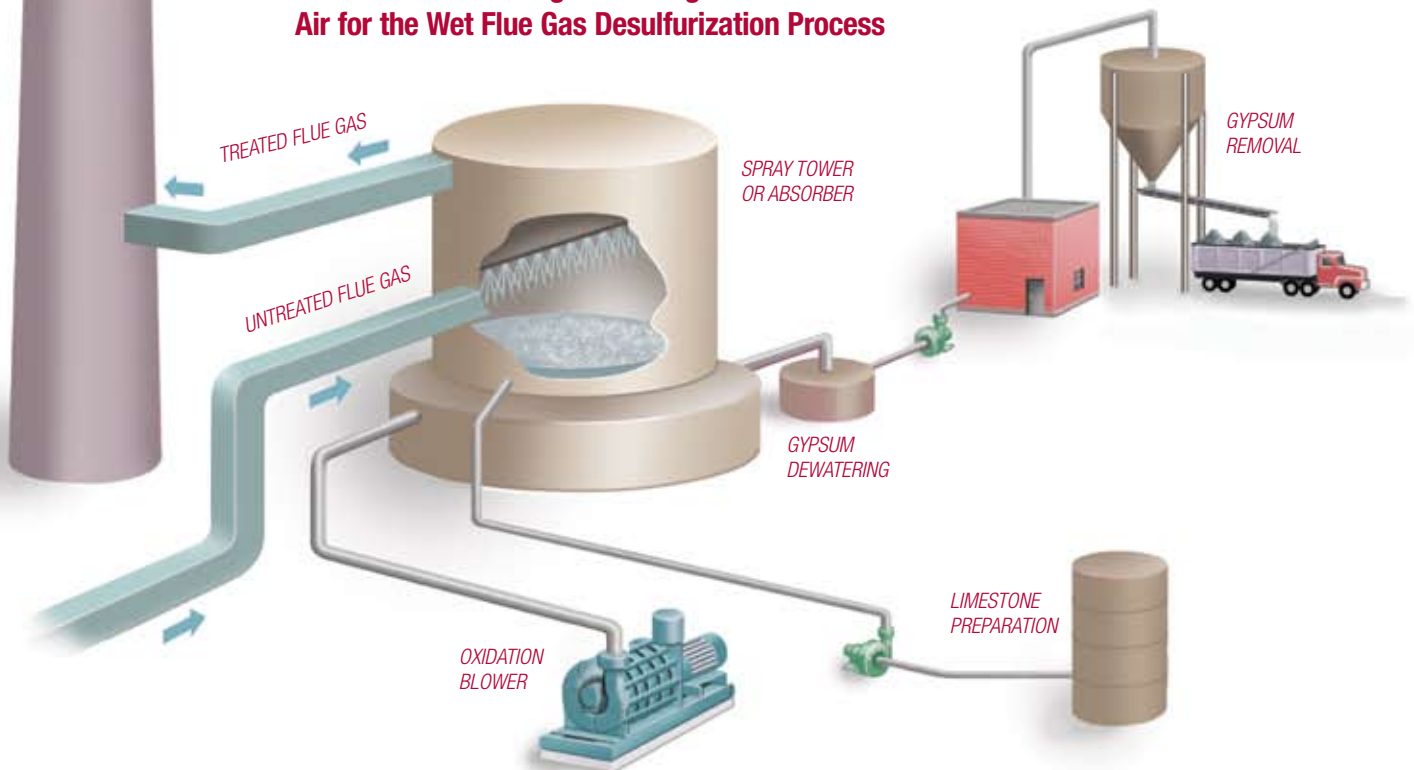 Air for the Wet Flue Gas Desulfurization Process
TREATED FLUE GAS
SPRAY TOWER
OR ABSORBER
GYPSUM
REMOVAL
UNTREATED FLUE GAS
GYPSUM
DEWATERING
OXIDATION
BLOWER
LIMESTONE
PREPARATION